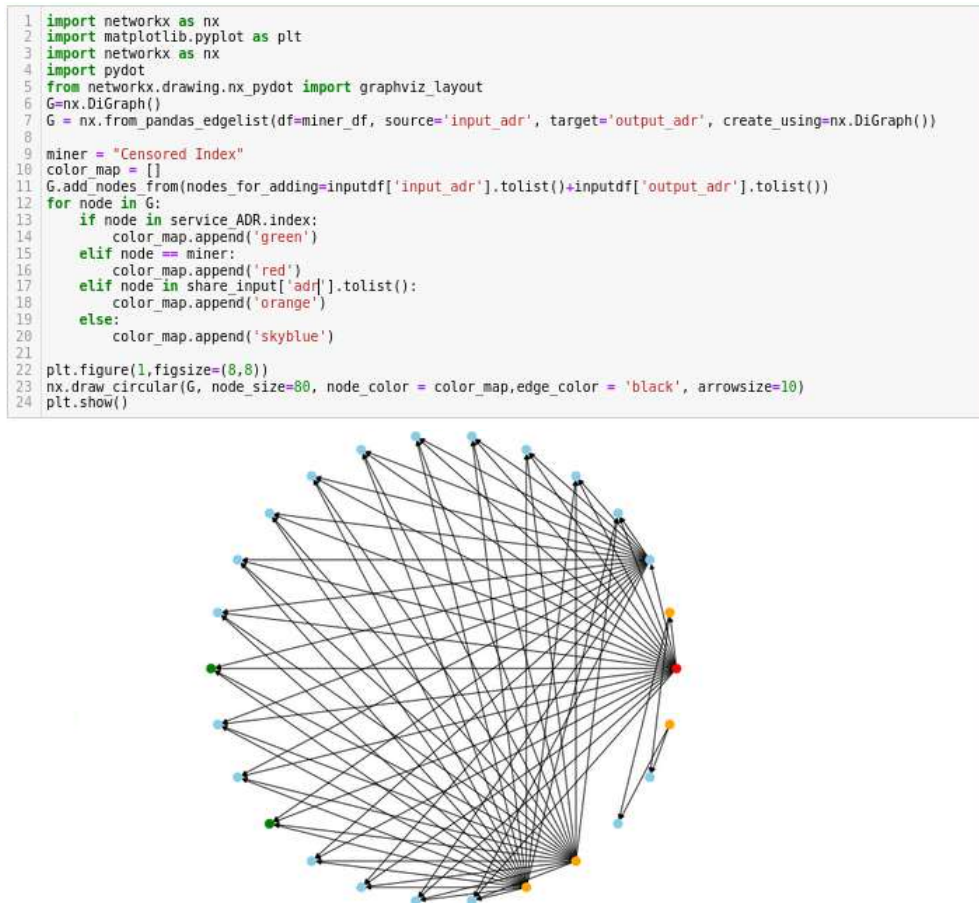 1 import networkx as nx
2 import matplotlib.pyplot as plt
3 import networkx as nx
4 import pydot
5 from networkx.drawing.nx_pydot import graphviz_layout
6 G=nx.DiGraph()
7 G = nx.from_pandas_edgelist(df=miner_df, source='input_adr', target='output_adr', create_using=nx.DiGraph())
8
9 miner = "Censored Index"
10 color_map = []
11 G.add_nodes_from(nodes_for_adding=inputdf['input_adr'].tolist()+inputdf['output_adr'].tolist())
12 for node in G:
13     if node in service_ADR.index:
14         color_map.append('green')
15     elif node == miner:
16         color_map.append('red')
17     elif node in share_input['adr'].tolist():
18         color_map.append('orange')
19     else:
20         color_map.append('skyblue')
21
22 plt.figure(1,figsize=(8,8))
23 nx.draw_circular(G, node_size=80, node_color = color_map,edge_color = 'black', arrowsize=10)
24 plt.show()